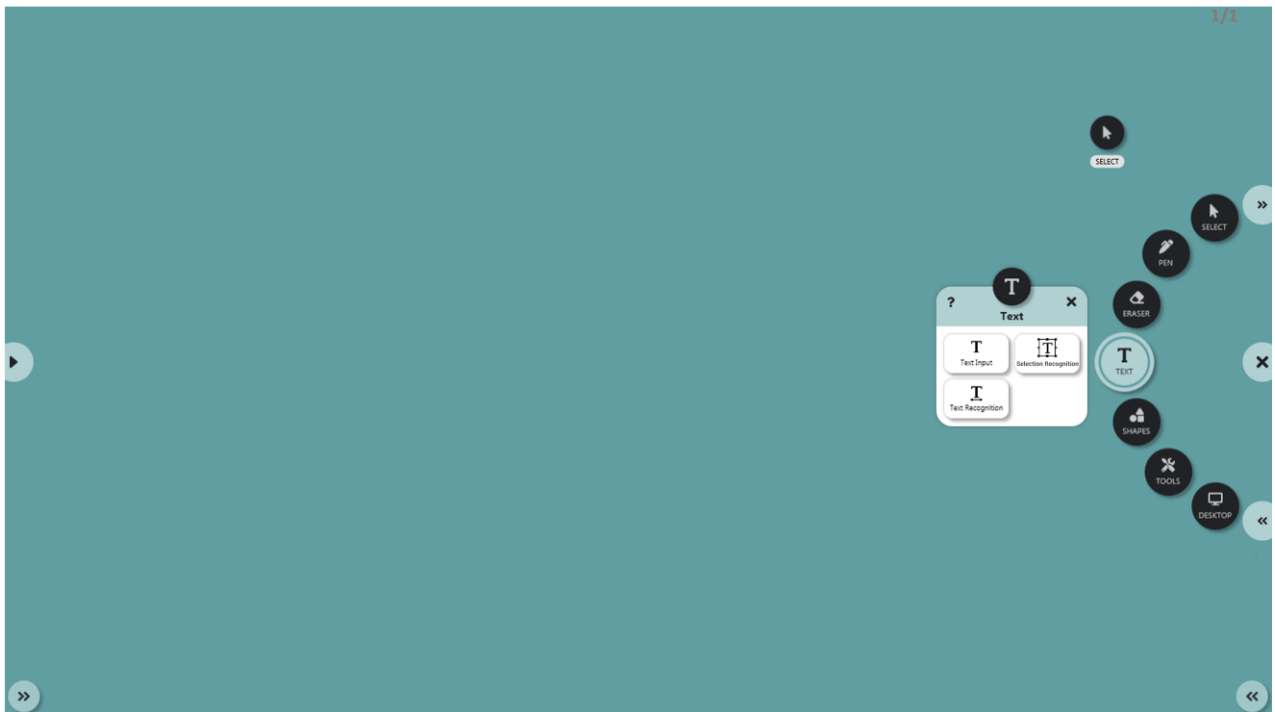 1/1
SELECT
SELECT
PEN
ERASER
? T
Text
T
Text Input
T
Selection Recognition
T
Text Recognition
T
TEXT
SHAPES
TOOLS
DESKTOP